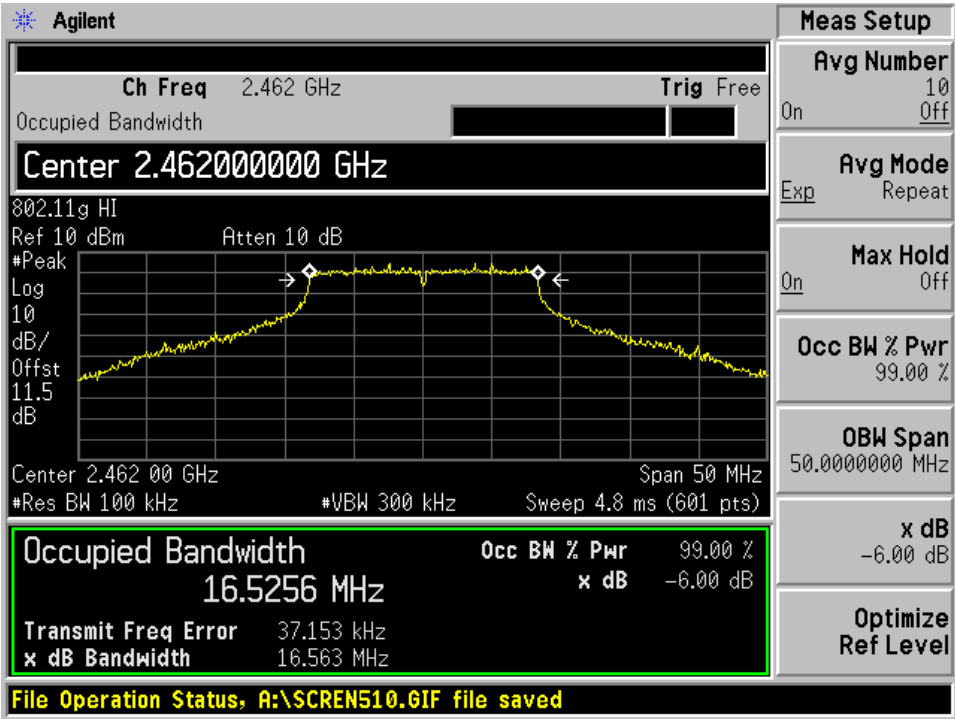 Agilent
Meas Setup
Ch Freq 2.462 GHz Trig Free
Occupied Bandwidth
Center 2.462000000 GHz
802.11g HI
Ref 10 dBm Atten 10 dB
#Peak
Log
10
dB/
Offst
11.5
dB
Center 2.462 00 GHz Span 50 MHz
#Res BW 100 kHz #VBW 300 kHz Sweep 4.8 ms (601 pts)
Occupied Bandwidth
16.5256 MHz
Occ BW % Pwr 99.00 %
x dB -6.00 dB
Transmit Freq Error 37.153 kHz
x dB Bandwidth 16.563 MHz
File Operation Status, A:\SCREN510.GIF file saved
Avg Number
10
On Off
Avg Mode
Exp Repeat
Max Hold
On Off
Occ BW % Pwr
99.00 %
OBW Span
50.0000000 MHz
x dB
-6.00 dB
Optimize
Ref Level